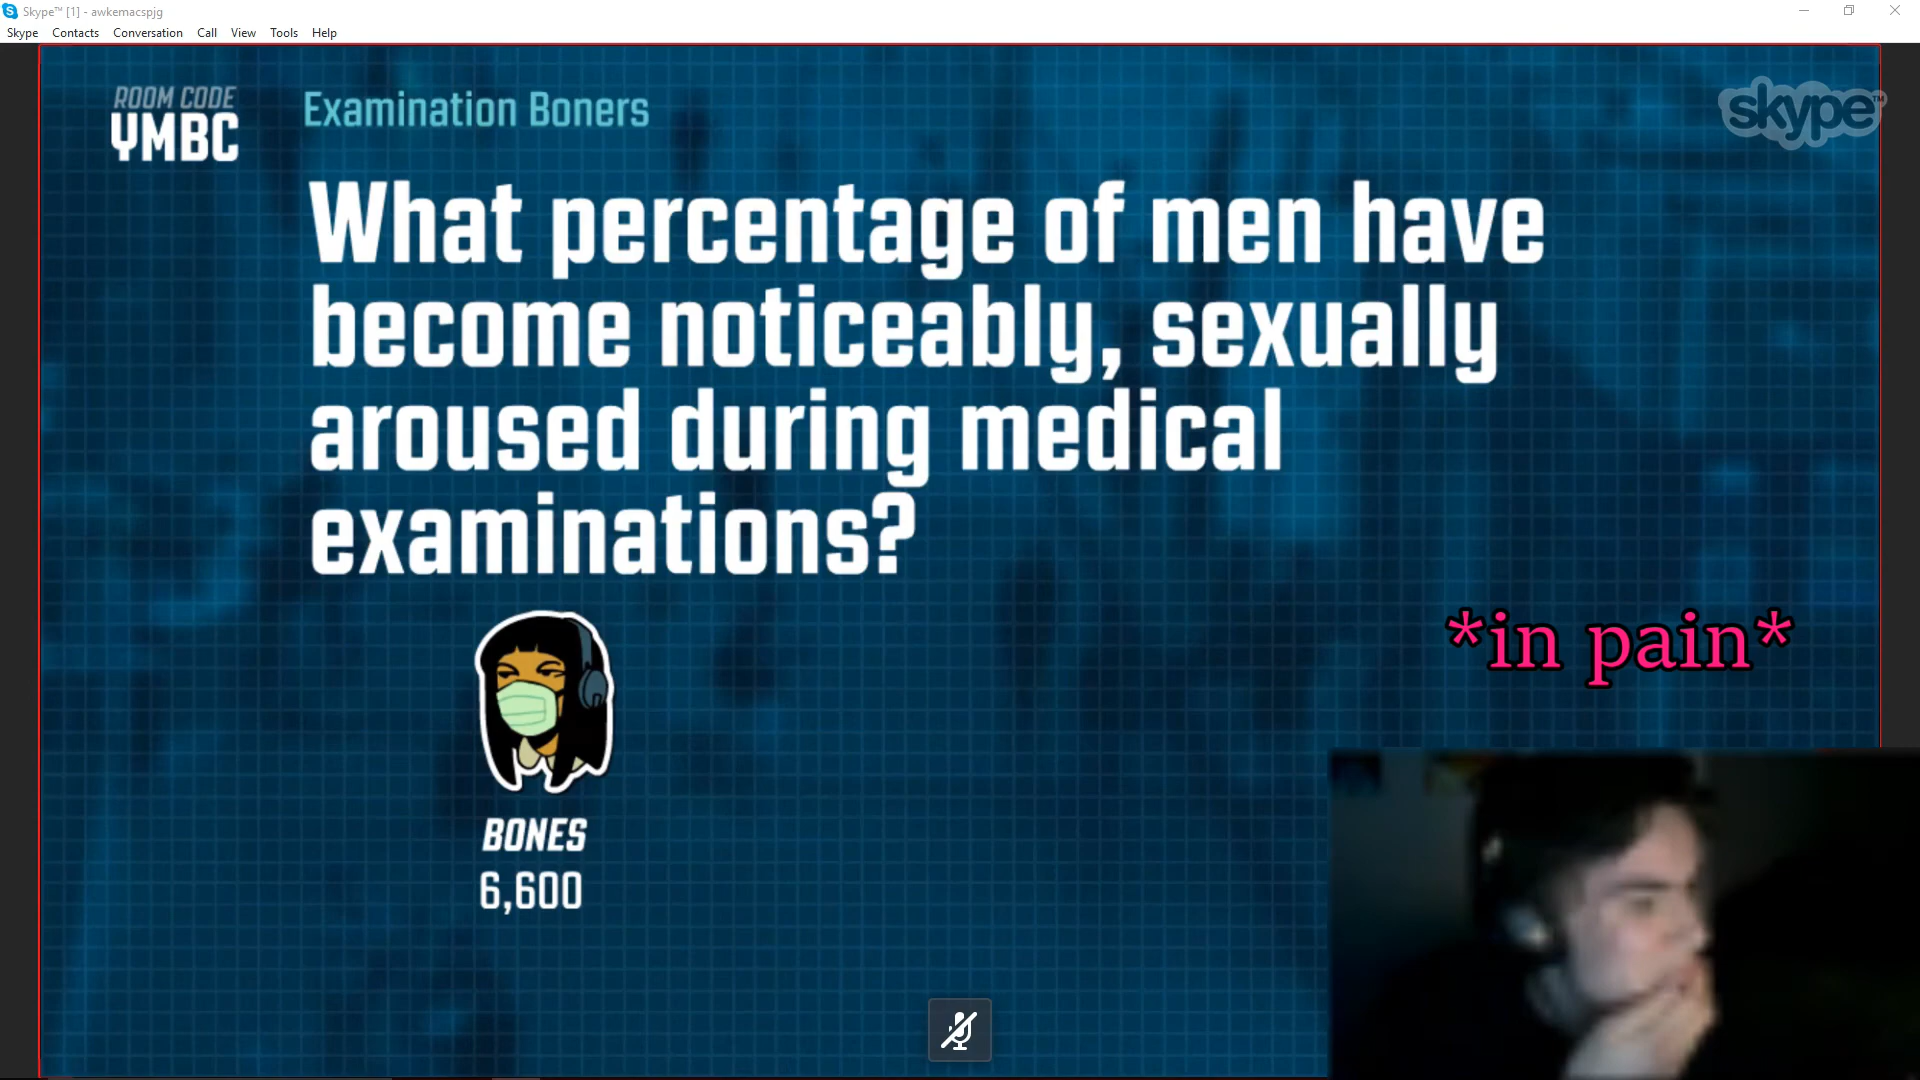 Skype™ [1] - awkemacspjg
Skype Contacts Conversation Call View Tools Help
ROOM CODE
YMBC
Examination Boners
skype™
What percentage of men have
become noticeably, sexually
aroused during medical
examinations?
*in pain*
BONES
6,600